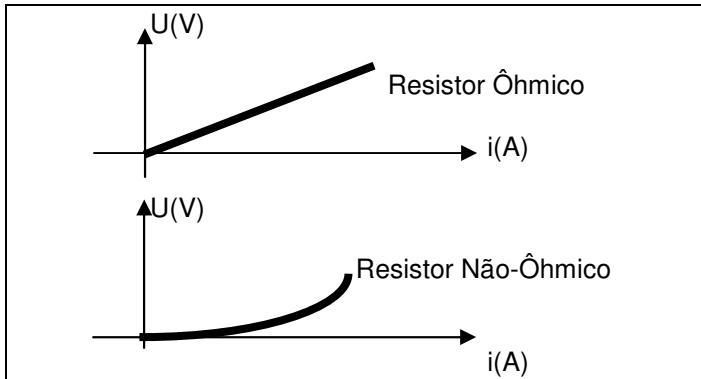 U(V)
Resistor Ôhmico
i(A)
U(V)
Resistor Não-Ôhmico
i(A)